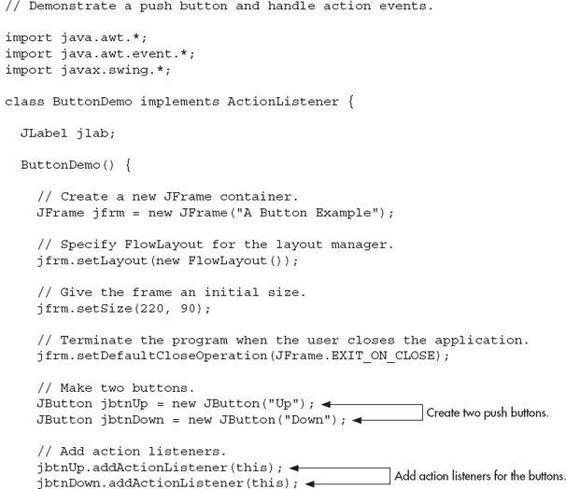 // Demonstrate a push button and handle action events.
import java.awt.*;
import java.awt.event.*;
import javax.swing.*;
class ButtonDemo implements ActionListener {
JLabel jlab;
ButtonDemo() {
// Create a new JFrame container.
JFrame jfrm = new JFrame("A Button Example");
// Specify FlowLayout for the layout manager.
jfrm.setLayout(new FlowLayout());
// Give the frame an initial size.
jfrm.setSize(220, 90);
// Terminate the program when the user closes the application.
jfrm.setDefaultCloseOperation(JFrame.EXIT_ON_CLOSE);
// Make two buttons.
JButton jbtnUp = new JButton("Up");
JButton jbtnDown = new JButton("Down");
Create two push buttons.
// Add action listeners.
jbtnUp.addActionListener(this);
jbtnDown.addActionListener(this);
Add action listeners for the buttons.